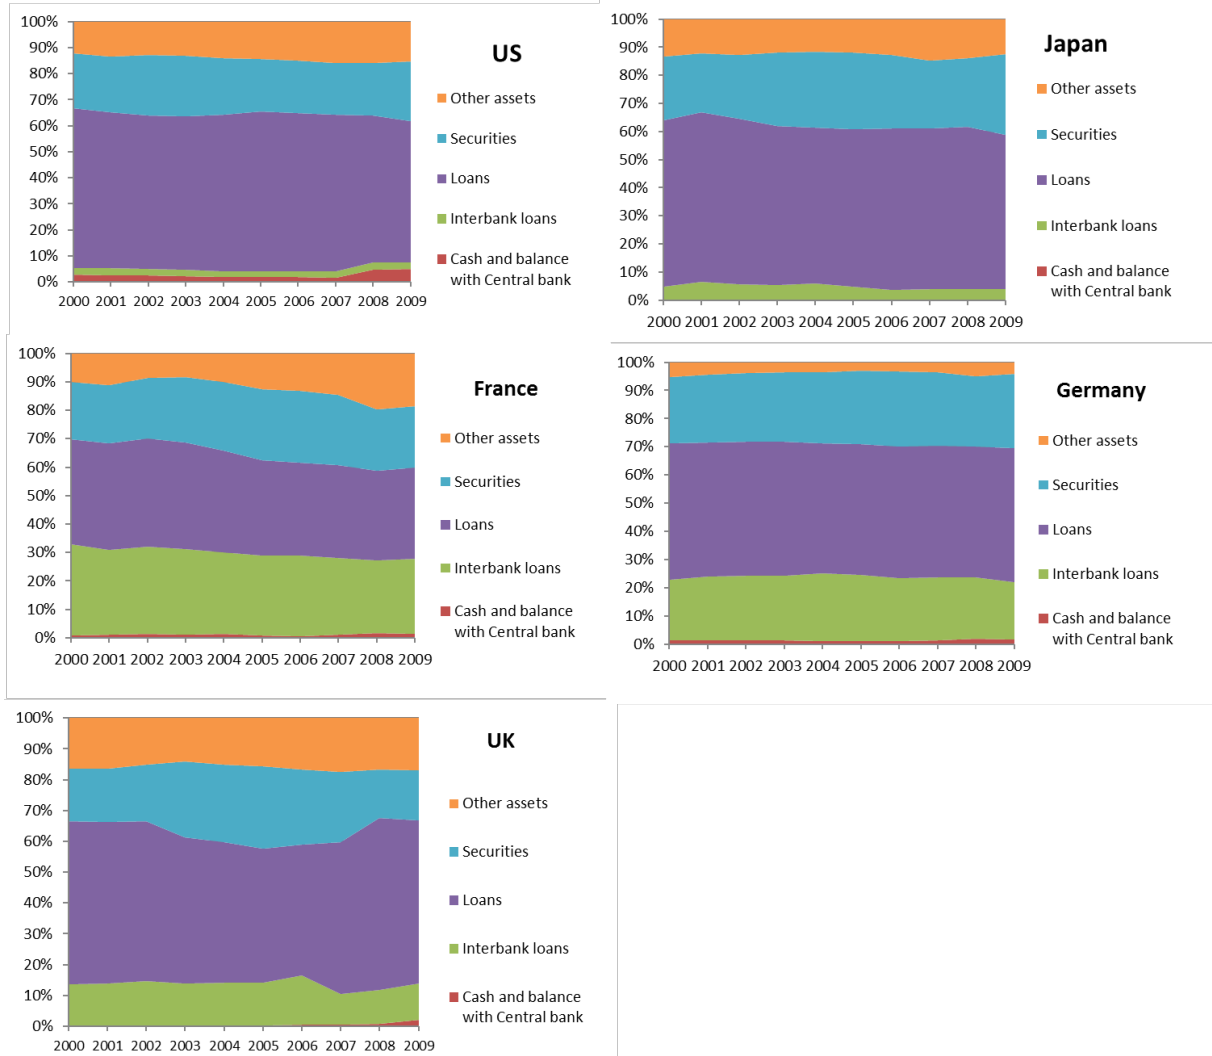 US
100%
90%
80%
70%
60%
50%
40%
30%
20%
10%
0%
2000 2001 2002 2003 2004 2005 2006 2007 2008 2009
Other assets
Securities
Loans
Interbank loans
Cash and balance
with Central bank
Japan
100%
90%
80%
70%
60%
50%
40%
30%
20%
10%
0%
2000 2001 2002 2003 2004 2005 2006 2007 2008 2009
Other assets
Securities
Loans
Interbank loans
Cash and balance
with Central bank
France
100%
90%
80%
70%
60%
50%
40%
30%
20%
10%
0%
2000 2001 2002 2003 2004 2005 2006 2007 2008 2009
Other assets
Securities
Loans
Interbank loans
Cash and balance
with Central bank
Germany
100%
90%
80%
70%
60%
50%
40%
30%
20%
10%
0%
2000 2001 2002 2003 2004 2005 2006 2007 2008 2009
Other assets
Securities
Loans
Interbank loans
Cash and balance
with Central bank
UK
100%
90%
80%
70%
60%
50%
40%
30%
20%
10%
0%
2000 2001 2002 2003 2004 2005 2006 2007 2008 2009
Other assets
Securities
Loans
Interbank loans
Cash and balance
with Central bank